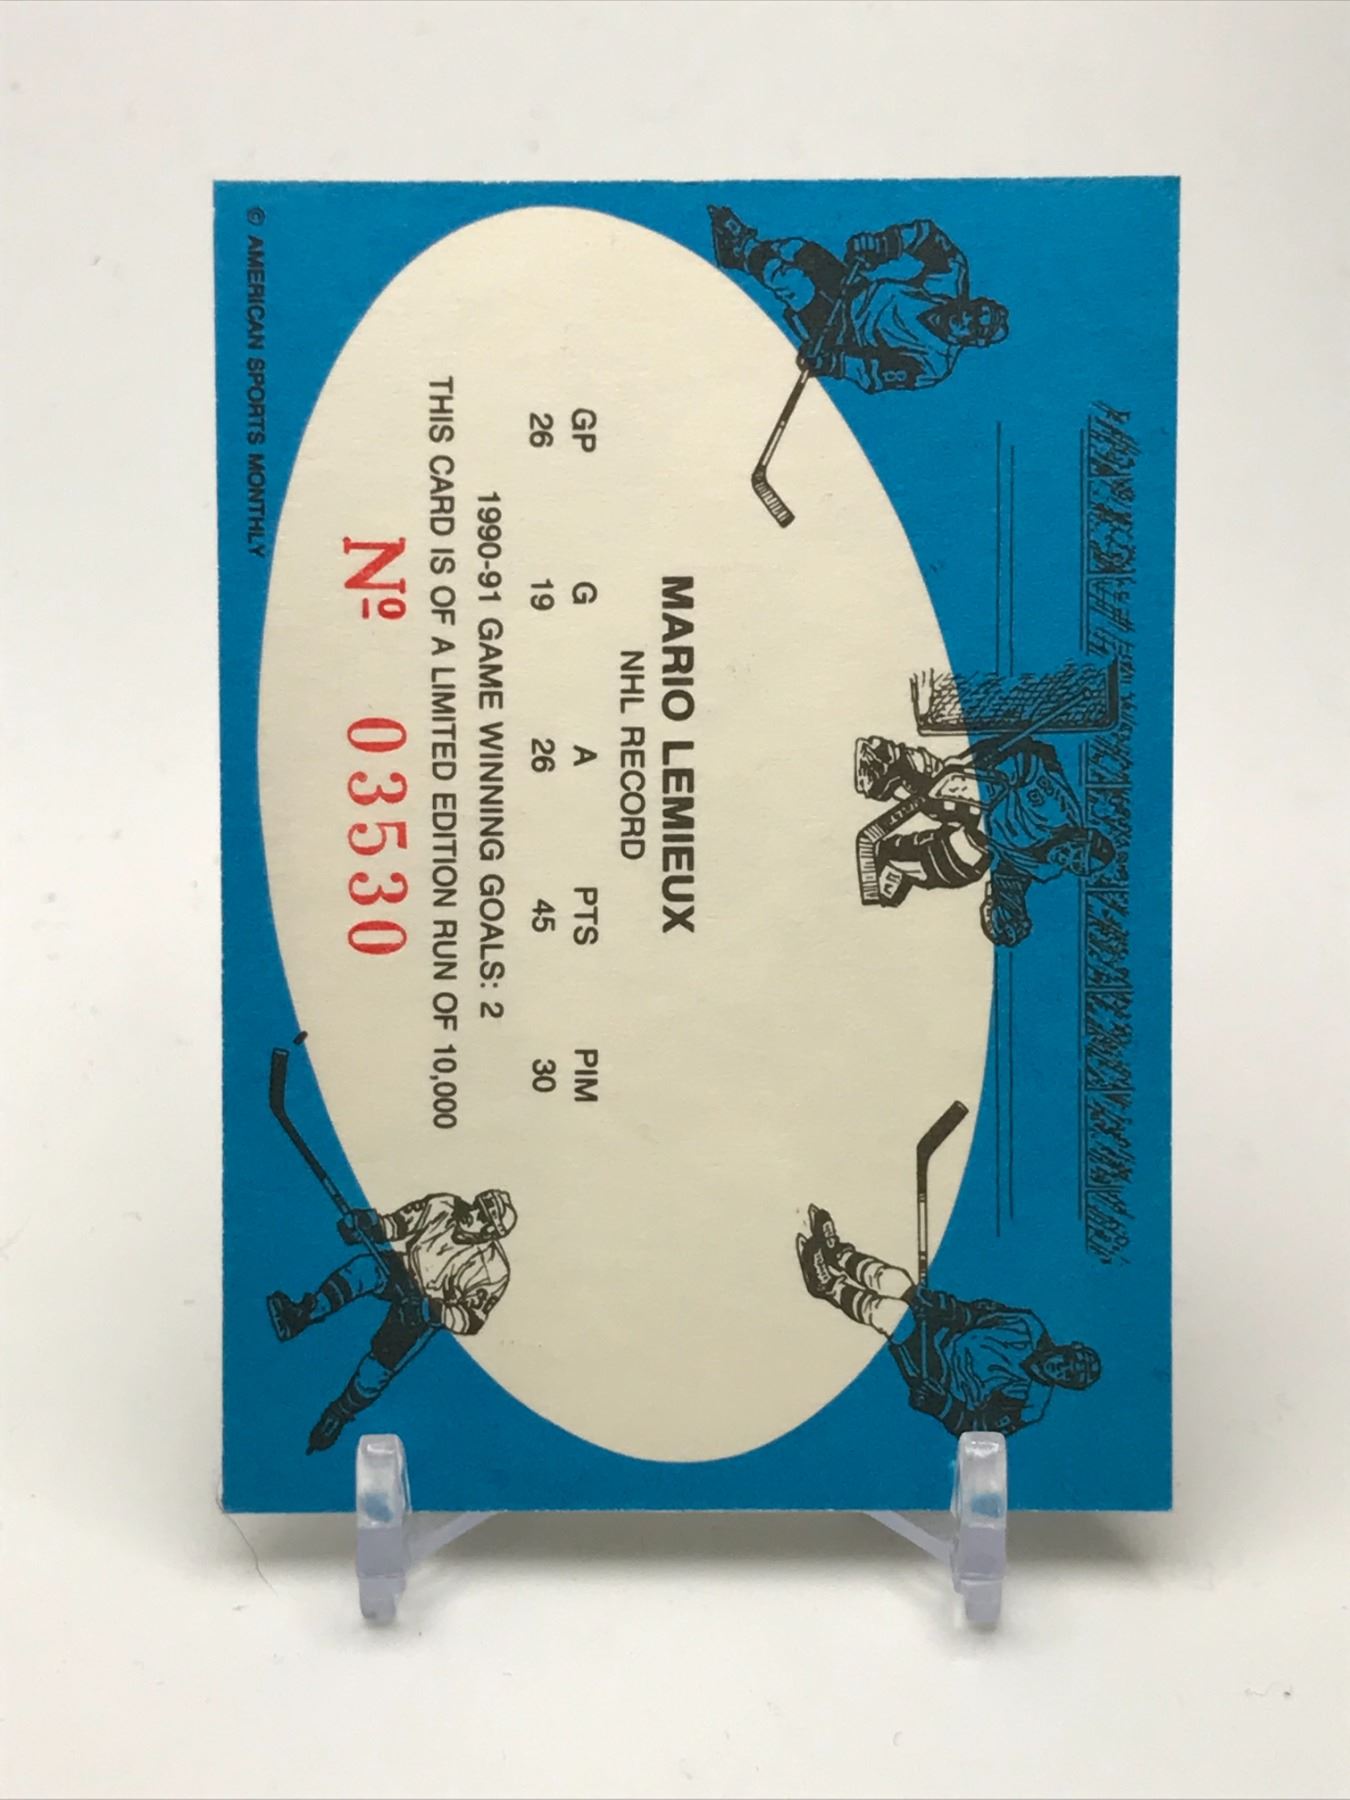 MARIO LEMIEUX
NHL RECORD
GP G A PTS PIM
26 19 26 45 30
1990-91 GAME WINNING GOALS: 2
THIS CARD IS OF A LIMITED EDITION RUN OF 10,000
Nº 03530
© AMERICAN SPORTS MONTHLY